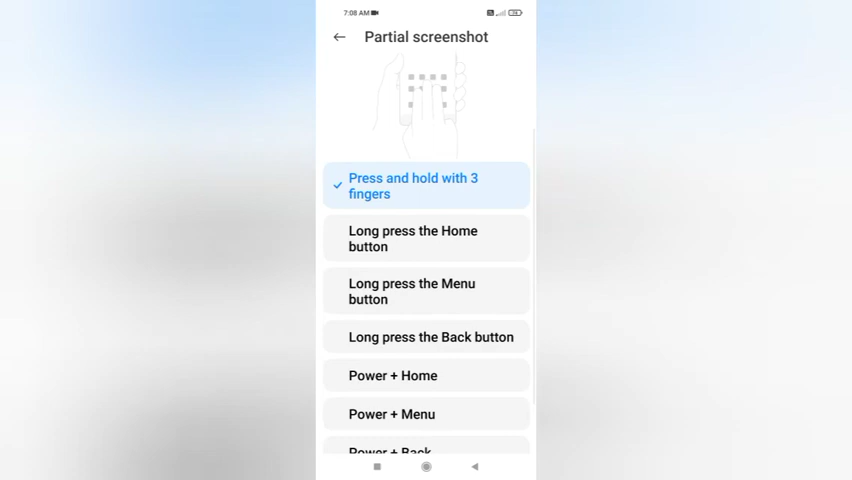 7:08 AM
Partial screenshot
Press and hold with 3
fingers
Long press the Home
button
Long press the Menu
button
Long press the Back button
Power + Home
Power + Menu
Power + Back